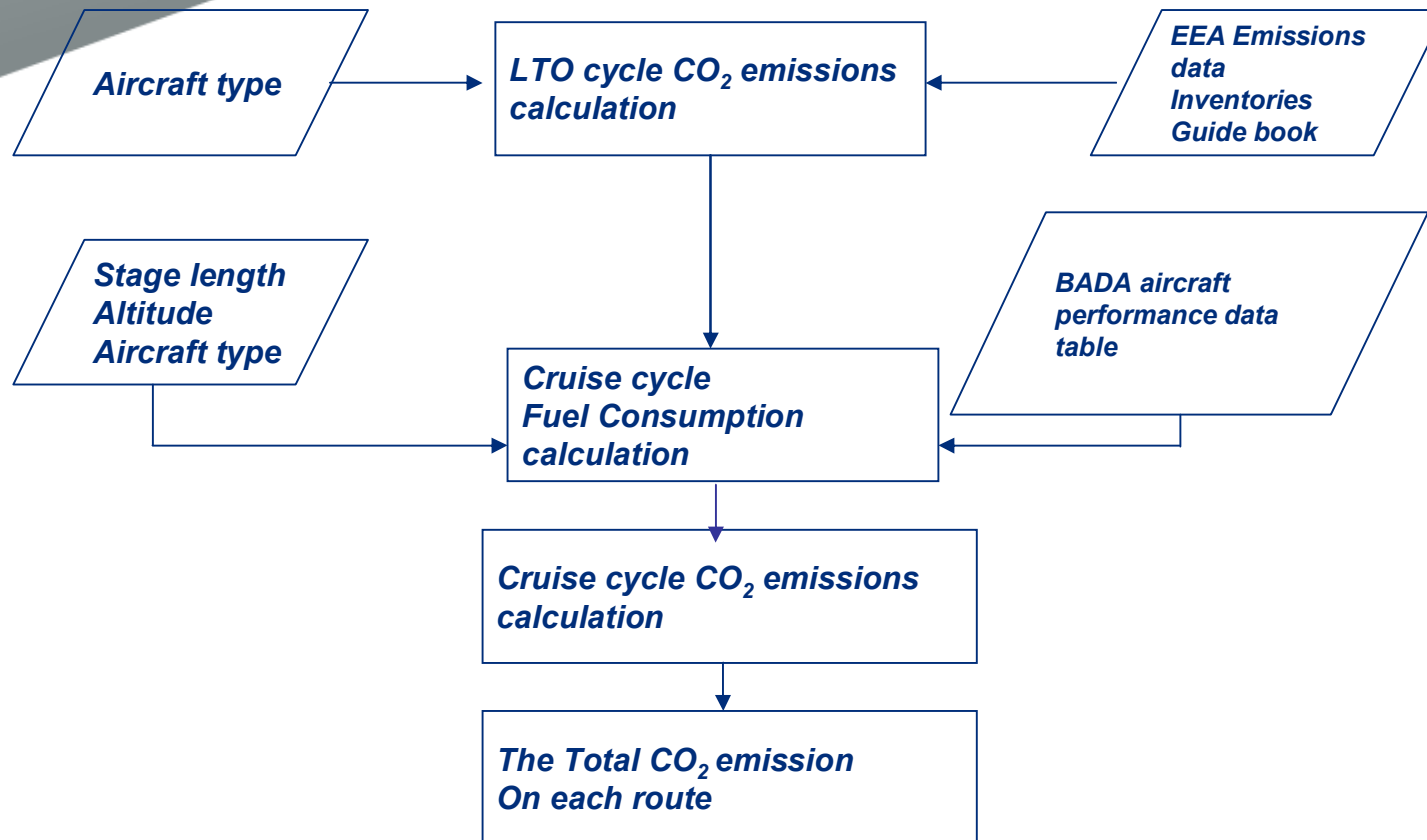 Aircraft type
LTO cycle CO₂ emissions
calculation
EEA Emissions
data
Inventories
Guide book
Stage length
Altitude
Aircraft type
BADA aircraft
performance data
table
Cruise cycle
Fuel Consumption
calculation
Cruise cycle CO₂ emissions
calculation
The Total CO₂ emission
On each route